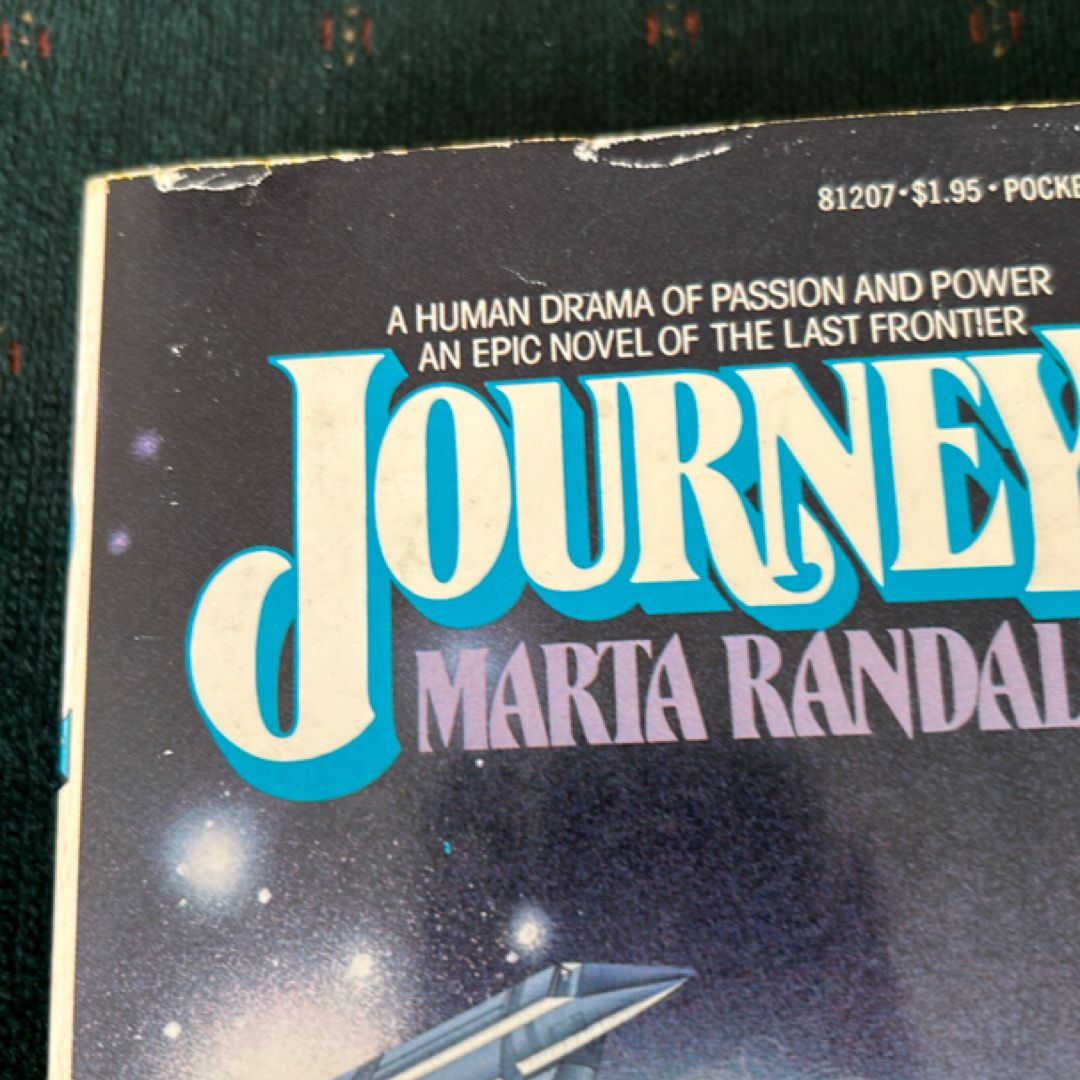 81207 • $1.95 • POCKE
A HUMAN DRAMA OF PASSION AND POWER
AN EPIC NOVEL OF THE LAST FRONTIER
JOURNEY
MARTA RANDAL